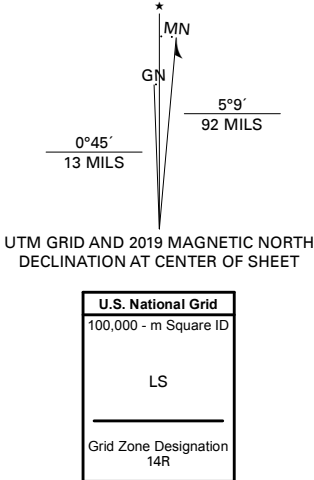 MN
GN
5°9´
92 MILS
0°45´
13 MILS
UTM GRID AND 2019 MAGNETIC NORTH
DECLINATION AT CENTER OF SHEET
U.S. National Grid
100,000 - m Square ID
LS
Grid Zone Designation
14R